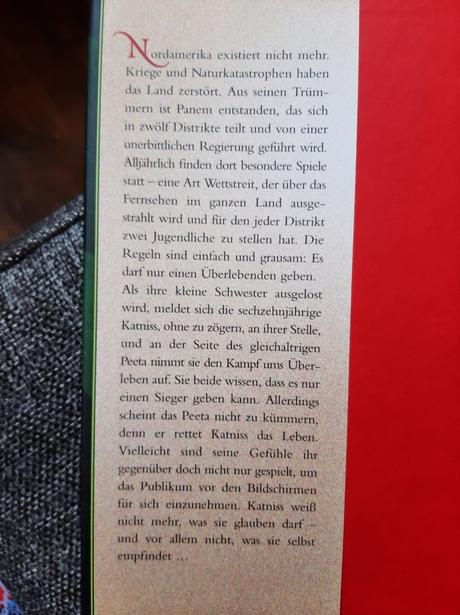 Nordamerika existiert nicht mehr.
Kriege und Naturkatastrophen haben
das Land zerstört. Aus seinen Trüm-
mern ist Panem entstanden, das sich
in zwölf Distrikte teilt und von einer
unerbittlichen Regierung geführt wird.
Alljährlich finden dort besondere Spiele
statt – eine Art Wettstreit, der über das
Fernsehen im ganzen Land ausge-
strahlt wird und für den jeder Distrikt
zwei Jugendliche zu stellen hat. Die
Regeln sind einfach und grausam: Es
darf nur einen Überlebenden geben.
Als ihre kleine Schwester ausgelost
wird, meldet sich die sechzehnjährige
Katniss, ohne zu zögern, an ihrer Stelle,
und an der Seite des gleichaltrigen
Peeta nimmt sie den Kampf ums Über-
leben auf. Sie beide wissen, dass es nur
einen Sieger geben kann. Allerdings
scheint das Peeta nicht zu kümmern,
denn er rettet Katniss das Leben.
Vielleicht sind seine Gefühle ihr
gegenüber doch nicht nur gespielt, um
das Publikum vor den Bildschirmen
für sich einzunehmen. Katniss weiß
nicht mehr, was sie glauben darf –
und vor allem nicht, was sie selbst
empfindet ...